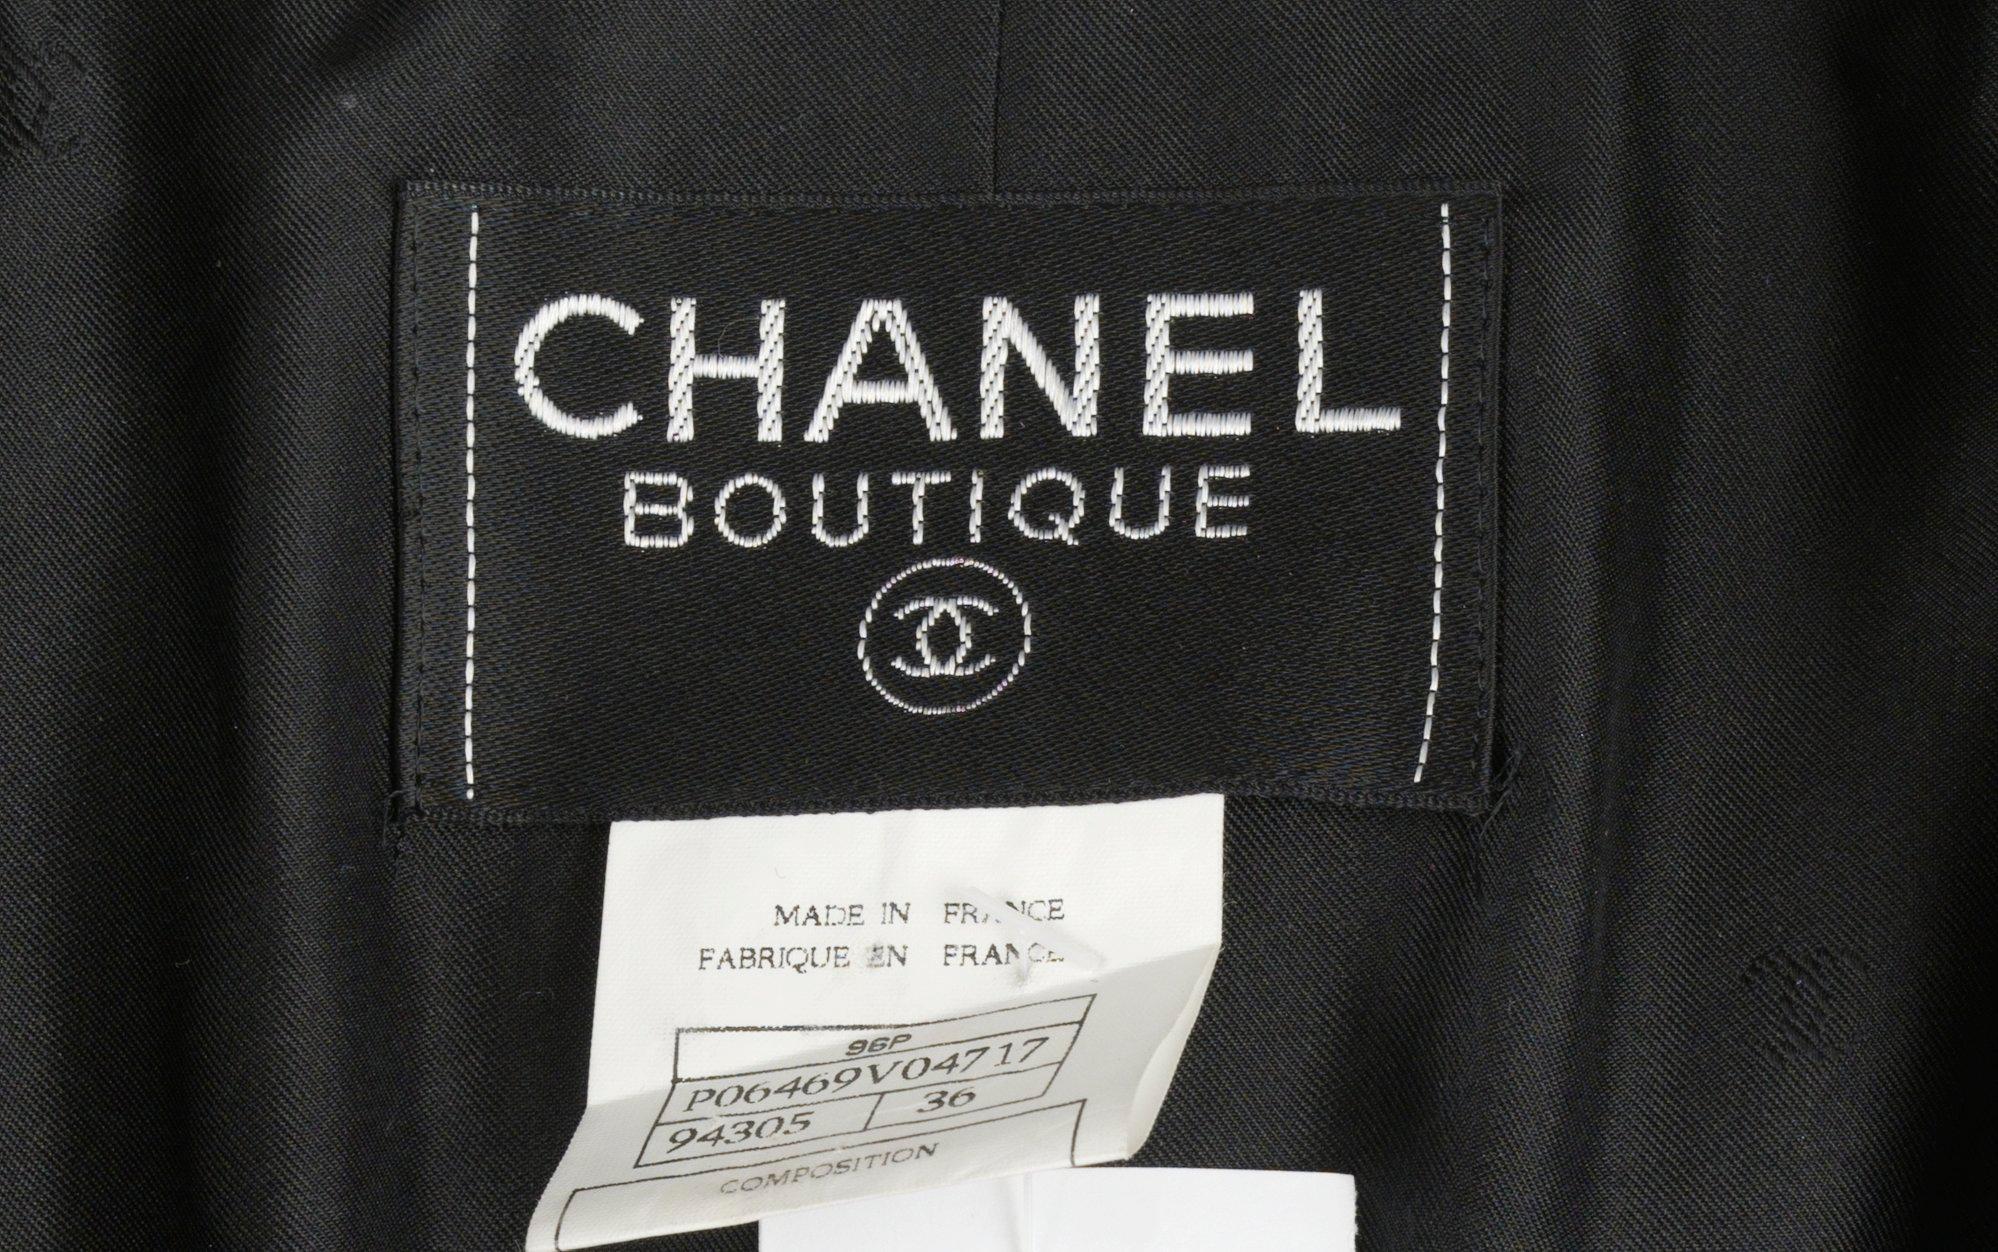 CHANEL
BOUTIQUE
MADE IN FRANCE
FABRIQUE EN FRANCE
96P
P06469V04717
94305 36
COMPOSITION